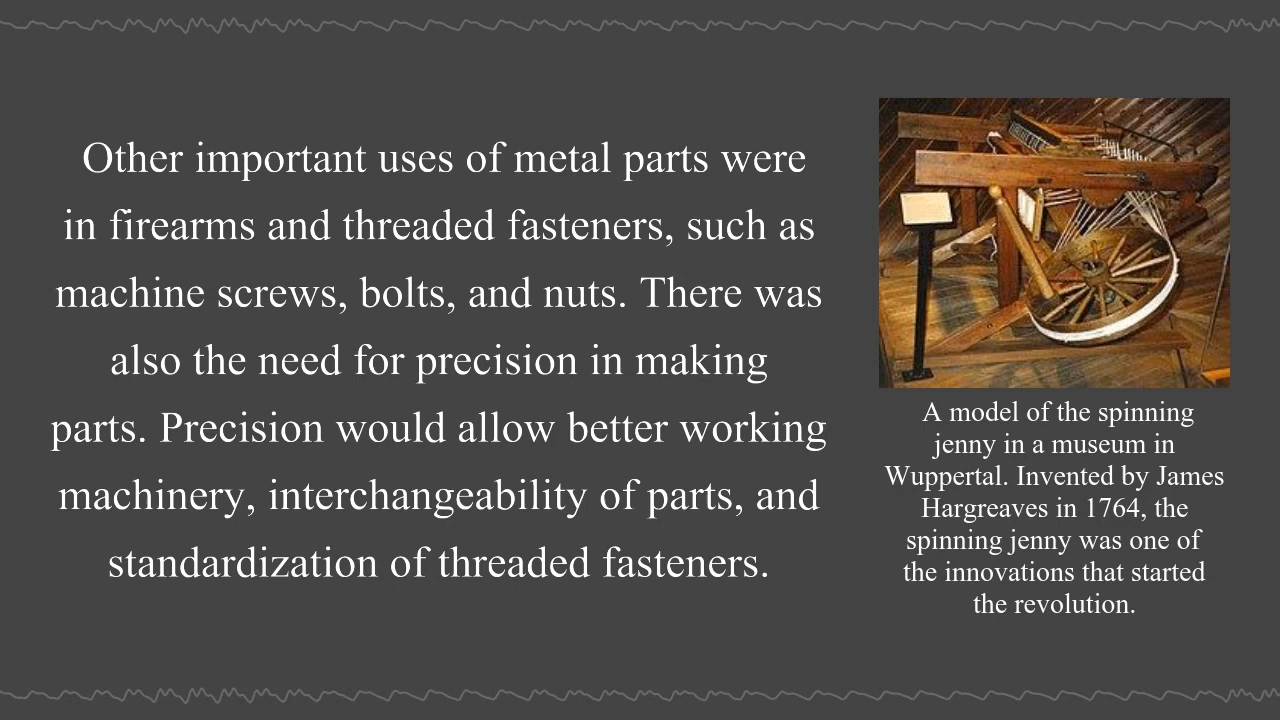 Other important uses of metal parts were
in firearms and threaded fasteners, such as
machine screws, bolts, and nuts. There was
also the need for precision in making
parts. Precision would allow better working
machinery, interchangeability of parts, and
standardization of threaded fasteners.
A model of the spinning
jenny in a museum in
Wuppertal. Invented by James
Hargreaves in 1764, the
spinning jenny was one of
the innovations that started
the revolution.